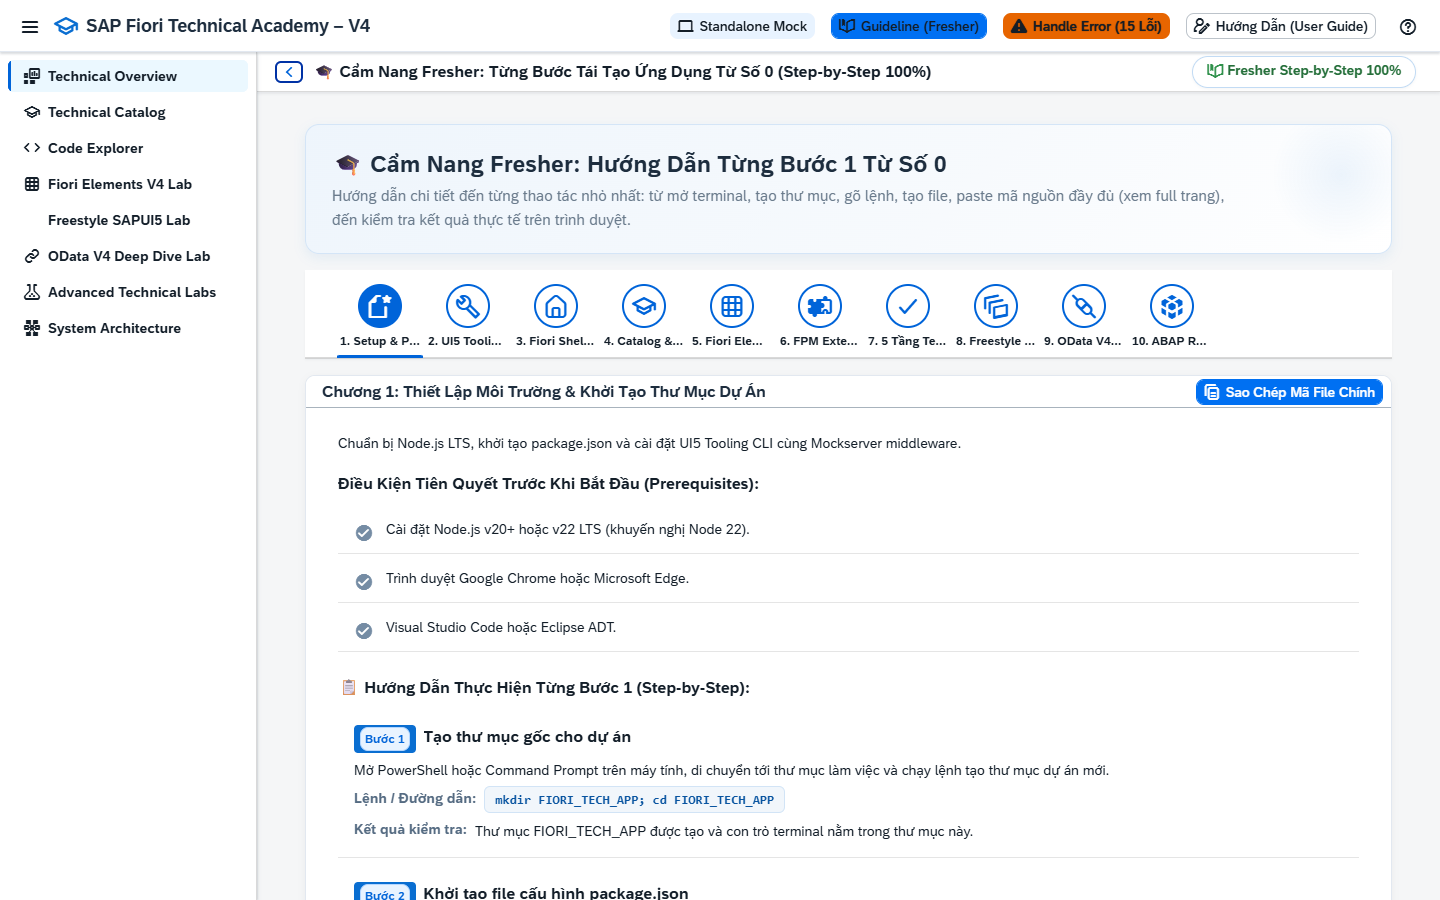 SAP Fiori Technical Academy – V4
Standalone Mock
Guideline (Fresher)
Handle Error (15 Lỗi)
Hướng Dẫn (User Guide)
Technical Overview
Technical Catalog
Code Explorer
Fiori Elements V4 Lab
Freestyle SAPUI5 Lab
OData V4 Deep Dive Lab
Advanced Technical Labs
System Architecture
🎓 Cẩm Nang Fresher: Từng Bước Tái Tạo Ứng Dụng Từ Số 0 (Step-by-Step 100%)
Fresher Step-by-Step 100%
🎓 Cẩm Nang Fresher: Hướng Dẫn Từng Bước 1 Từ Số 0
Hướng dẫn chi tiết đến từng thao tác nhỏ nhất: từ mở terminal, tạo thư mục, gõ lệnh, tạo file, paste mã nguồn đầy đủ (xem full trang),
đến kiểm tra kết quả thực tế trên trình duyệt.
1. Setup & P...
2. UI5 Tooli...
3. Fiori Shel...
4. Catalog &...
5. Fiori Ele...
6. FPM Exte...
7. 5 Tầng Te...
8. Freestyle ...
9. OData V4...
10. ABAP R...
Chương 1: Thiết Lập Môi Trường & Khởi Tạo Thư Mục Dự Án
Sao Chép Mã File Chính
Chuẩn bị Node.js LTS, khởi tạo package.json và cài đặt UI5 Tooling CLI cùng Mockserver middleware.
Điều Kiện Tiên Quyết Trước Khi Bắt Đầu (Prerequisites):
Cài đặt Node.js v20+ hoặc v22 LTS (khuyến nghị Node 22).
Trình duyệt Google Chrome hoặc Microsoft Edge.
Visual Studio Code hoặc Eclipse ADT.
📋 Hướng Dẫn Thực Hiện Từng Bước 1 (Step-by-Step):
Bước 1 Tạo thư mục gốc cho dự án
Mở PowerShell hoặc Command Prompt trên máy tính, di chuyển tới thư mục làm việc và chạy lệnh tạo thư mục dự án mới.
Lệnh / Đường dẫn: mkdir FIORI_TECH_APP; cd FIORI_TECH_APP
Kết quả kiểm tra: Thư mục FIORI_TECH_APP được tạo và con trỏ terminal nằm trong thư mục này.
Bước 2 Khởi tạo file cấu hình package.json